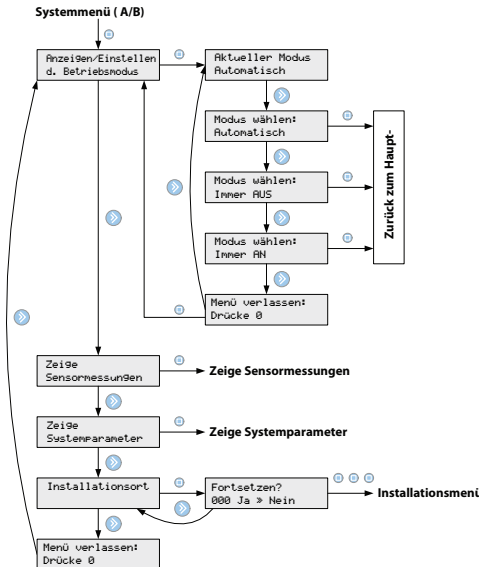 Systemmenü ( A/B)
Anzeigen/Einstellen
d. Betriebsmodus
Aktueller Modus
Automatisch
Modus wählen:
Automatisch
Modus wählen:
Immer AUS
Modus wählen:
Immer AN
Menü verlassen:
Drücke 0
Zurück zum Haupt-
Zeige
Sensormessungen
Zeige Sensormessungen
Zeige
Systemparameter
Zeige Systemparameter
Installationsort
Fortsetzen?
000 Ja » Nein
Installationsmenü
Menü verlassen:
Drücke 0